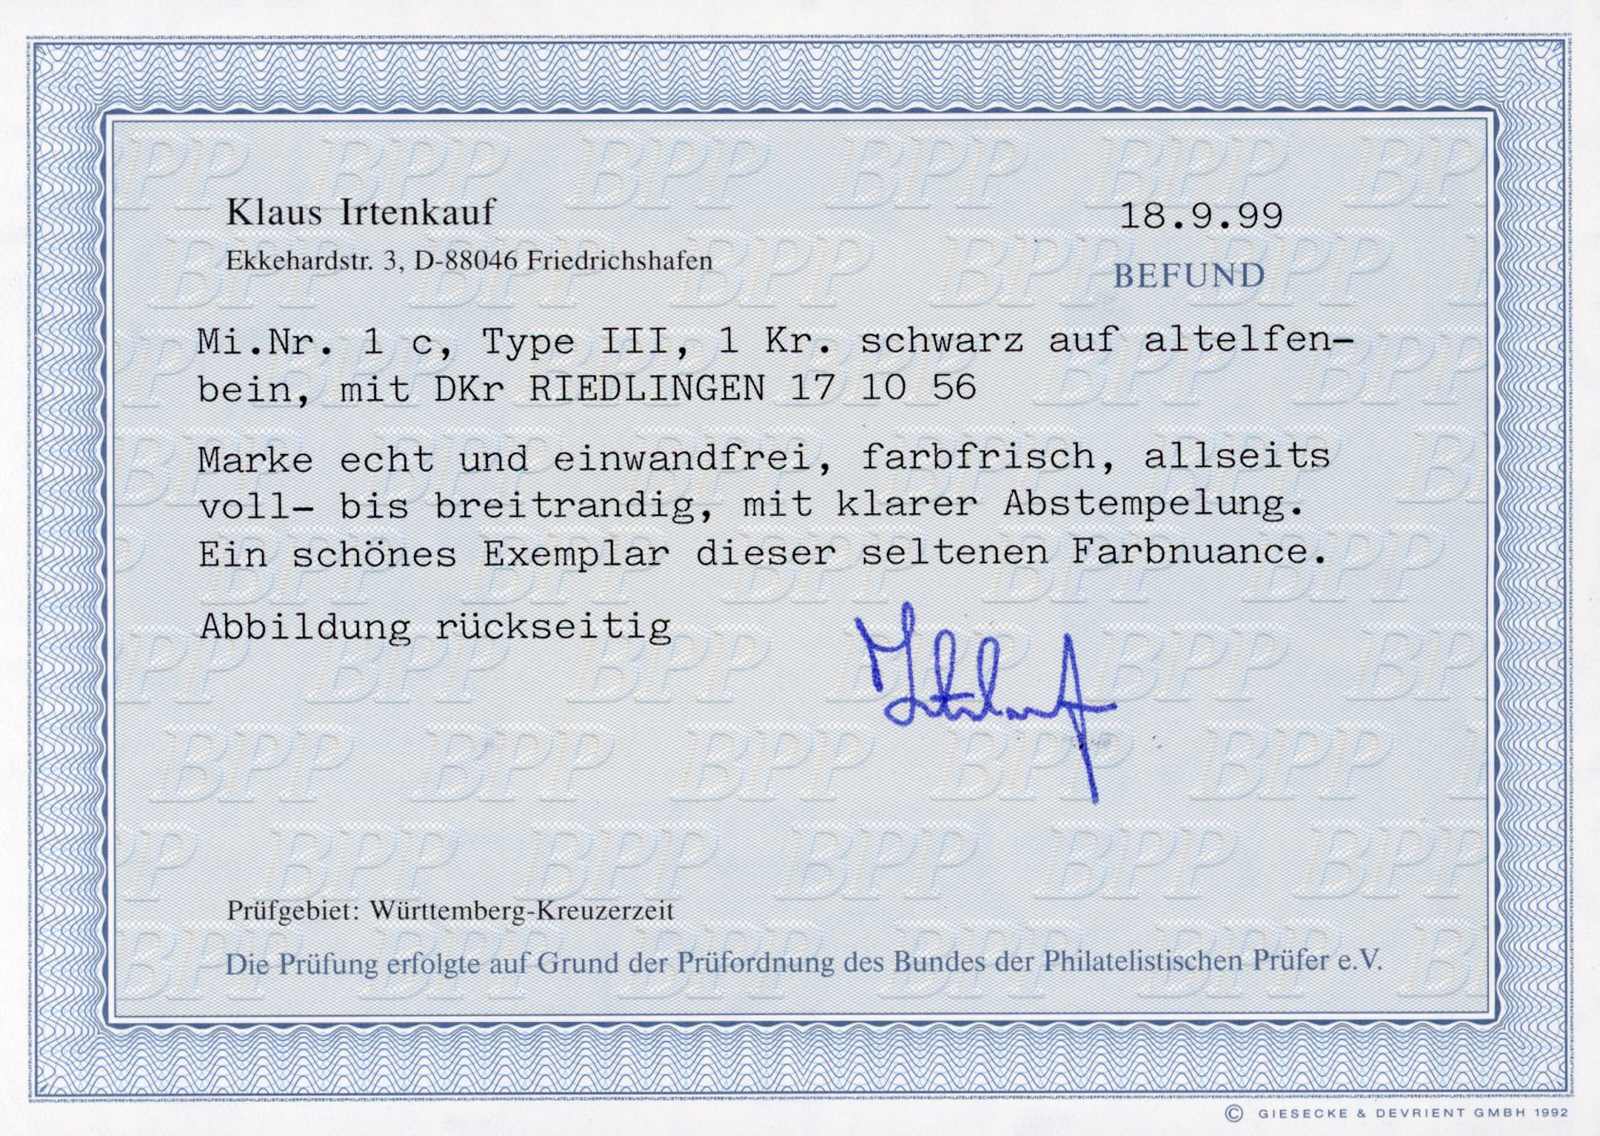 Klaus Irtenkauf
18.9.99
Ekkehardstr. 3, D-88046 Friedrichshafen
BEFUND
Mi.Nr. 1 c, Type III, 1 Kr. schwarz auf altelfen-
bein, mit DKr RIEDLINGEN 17 10 56
Marke echt und einwandfrei, farbfrisch, allseits
voll- bis breitrandig, mit klarer Abstempelung.
Ein schönes Exemplar dieser seltenen Farbnuance.
Abbildung rückseitig
Irtenkauf
Prüfgebiet: Württemberg-Kreuzerzeit
Die Prüfung erfolgte auf Grund der Prüfordnung des Bundes der Philatelistischen Prüfer e.V.
© GIESECKE & DEVRIENT GMBH 1992